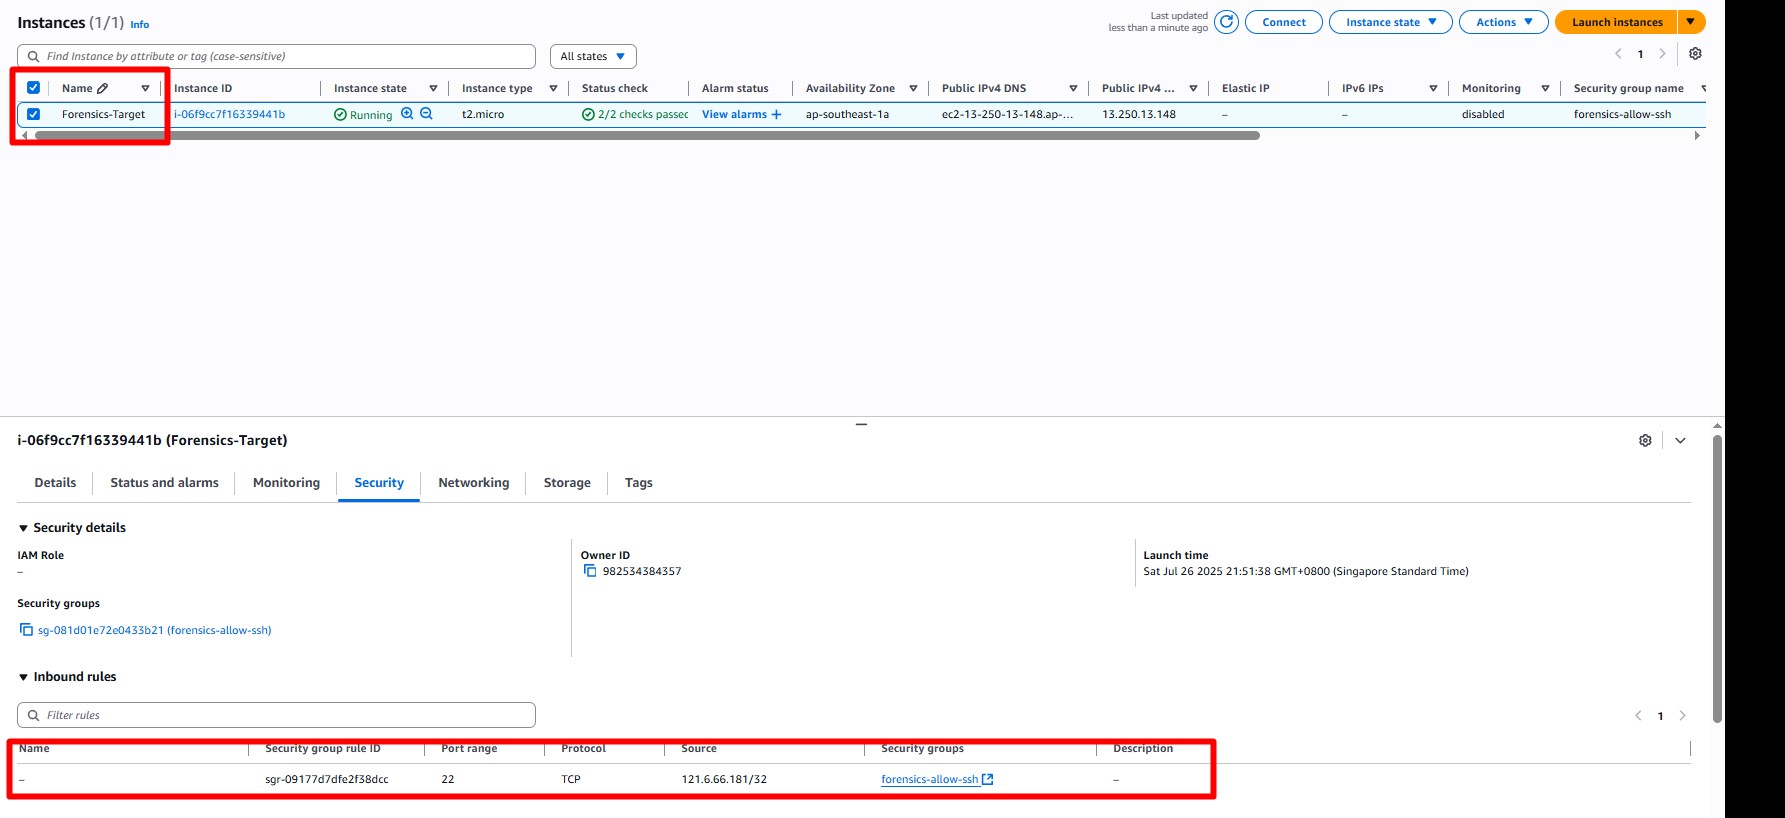 Instances (1/1) Info
Last updated
less than a minute ago
Connect
Instance state
Actions
Launch instances
Find Instance by attribute or tag (case-sensitive)
All states
1
Name Instance ID Instance state Instance type Status check Alarm status Availability Zone Public IPv4 DNS Public IPv4 ... Elastic IP IPv6 IPs Monitoring Security group name
Forensics-Target i-06f9cc7f16339441b Running t2.micro 2/2 checks passed View alarms + ap-southeast-1a ec2-13-250-13-148.ap-... 13.250.13.148 – – disabled forensics-allow-ssh
i-06f9cc7f16339441b (Forensics-Target)
Details Status and alarms Monitoring Security Networking Storage Tags
Security details
IAM Role Owner ID Launch time
– 982534384357 Sat Jul 26 2025 21:51:38 GMT+0800 (Singapore Standard Time)
Security groups
sg-081d01e72e0433b21 (forensics-allow-ssh)
Inbound rules
Filter rules
1
Name Security group rule ID Port range Protocol Source Security groups Description
– sgr-09177d7dfe2f38dcc 22 TCP 121.6.66.181/32 forensics-allow-ssh –